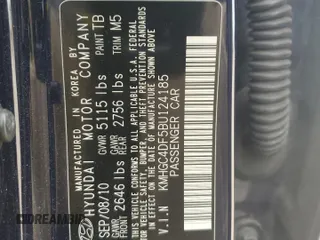 MANUFACTURED IN KOREA BY
HYUNDAI MOTOR COMPANY
SEP/08/10 GVWR 5115 lbs PAINT TB
GAWR FRONT 2646 lbs GAWR REAR 2756 lbs TRIM M5
THIS VEHICLE CONFORMS TO ALL APPLICABLE U.S. FEDERAL MOTOR VEHICLE
SAFETY, BUMPER, AND THEFT PREVENTION STANDARDS IN EFFECT ON
THE DATE OF MANUFACTURE SHOWN ABOVE.
KMHGC4DF5BU124185
V.I.N PASSENGER CAR